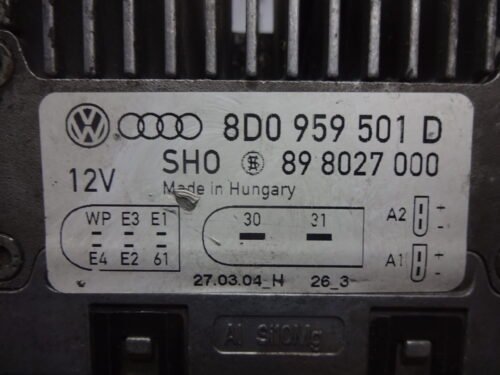 8D0 959 501 D
SHO 89 8027 000
12V
Made in Hungary
WP E3 E1
E4 E2 61
30 31
A2 + -
A1 + -
27.03.04_H 26_3
Al Si10Mg